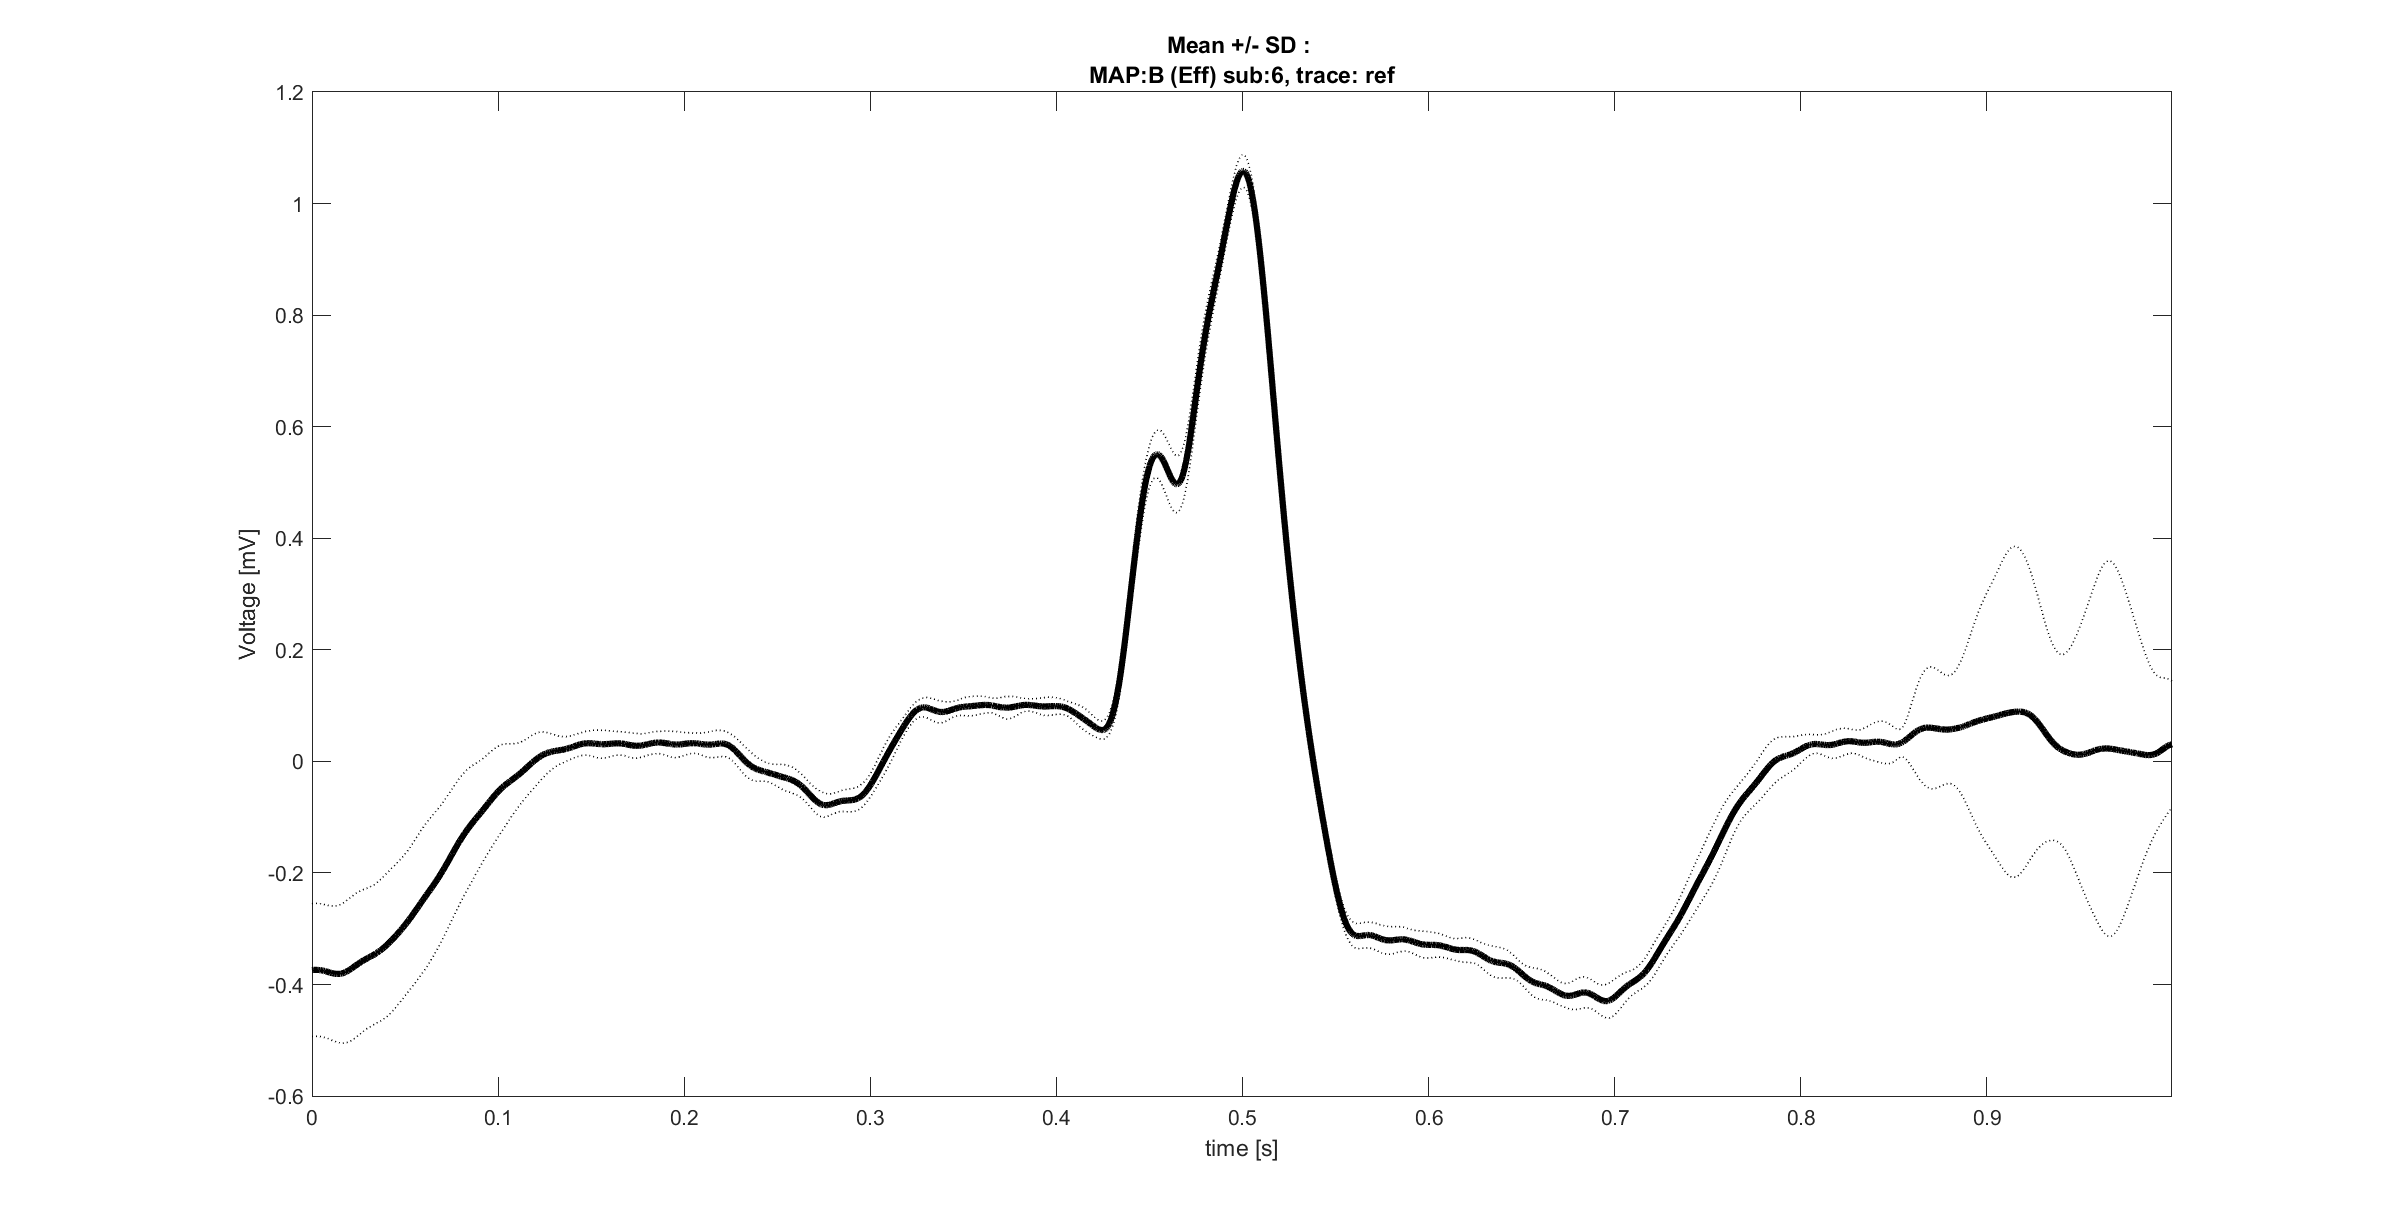 Mean +/- SD :
MAP:B (Eff) sub:6, trace: ref
1.2
1
0.8
0.6
0.4
0.2
0
-0.2
-0.4
-0.6
Voltage [mV]
0 0.1 0.2 0.3 0.4 0.5 0.6 0.7 0.8 0.9
time [s]